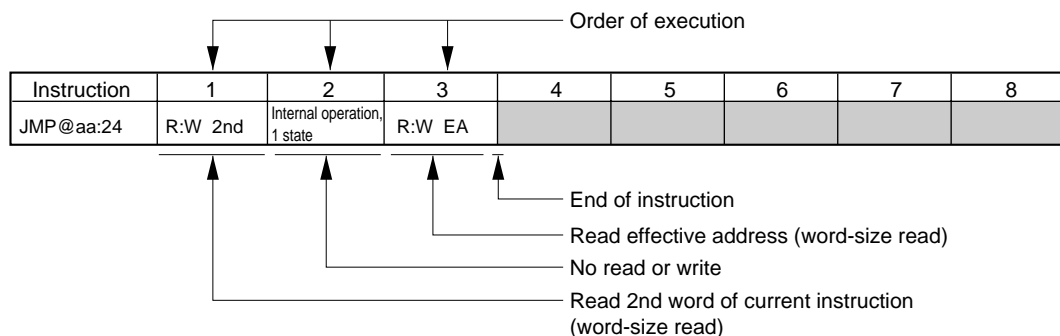 Order of execution
Instruction 1 2 3 4 5 6 7 8
JMP@aa:24 R:W 2nd Internal operation, 1 state R:W EA
End of instruction
Read effective address (word-size read)
No read or write
Read 2nd word of current instruction
(word-size read)